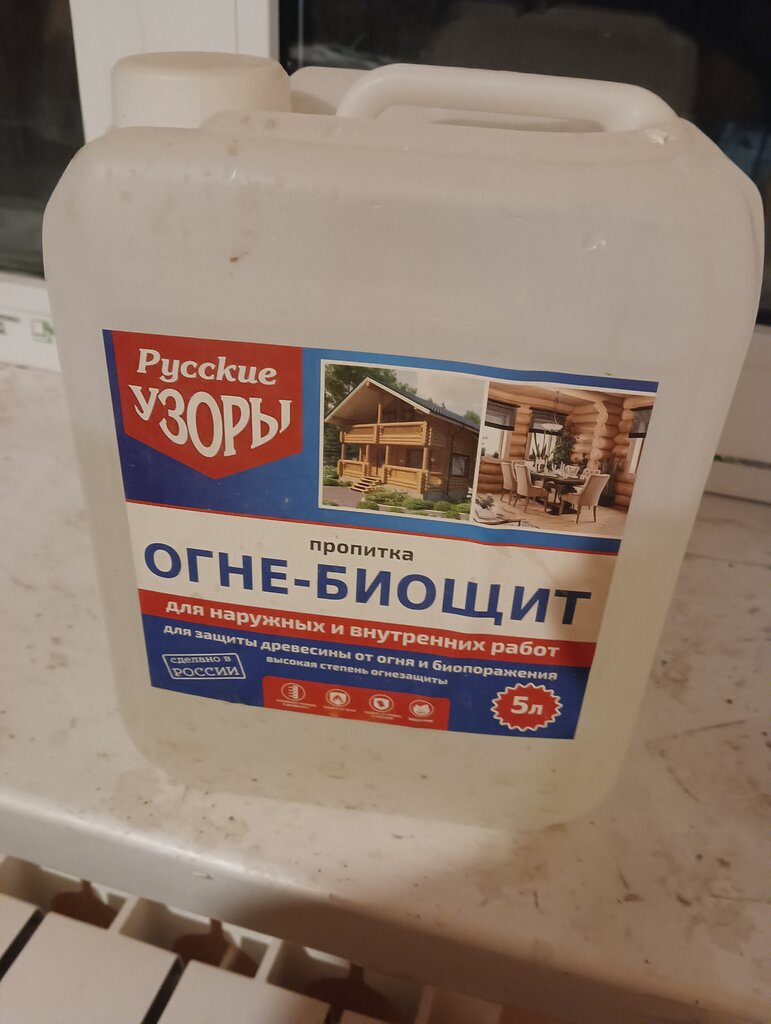 Русские
УЗОРЫ
пропитка
ОГНЕ-БИОЩИТ
для наружных и внутренних работ
для защиты древесины от огня и биопоражения
высокая степень огнезащиты
сделано в
РОССИИ
5л